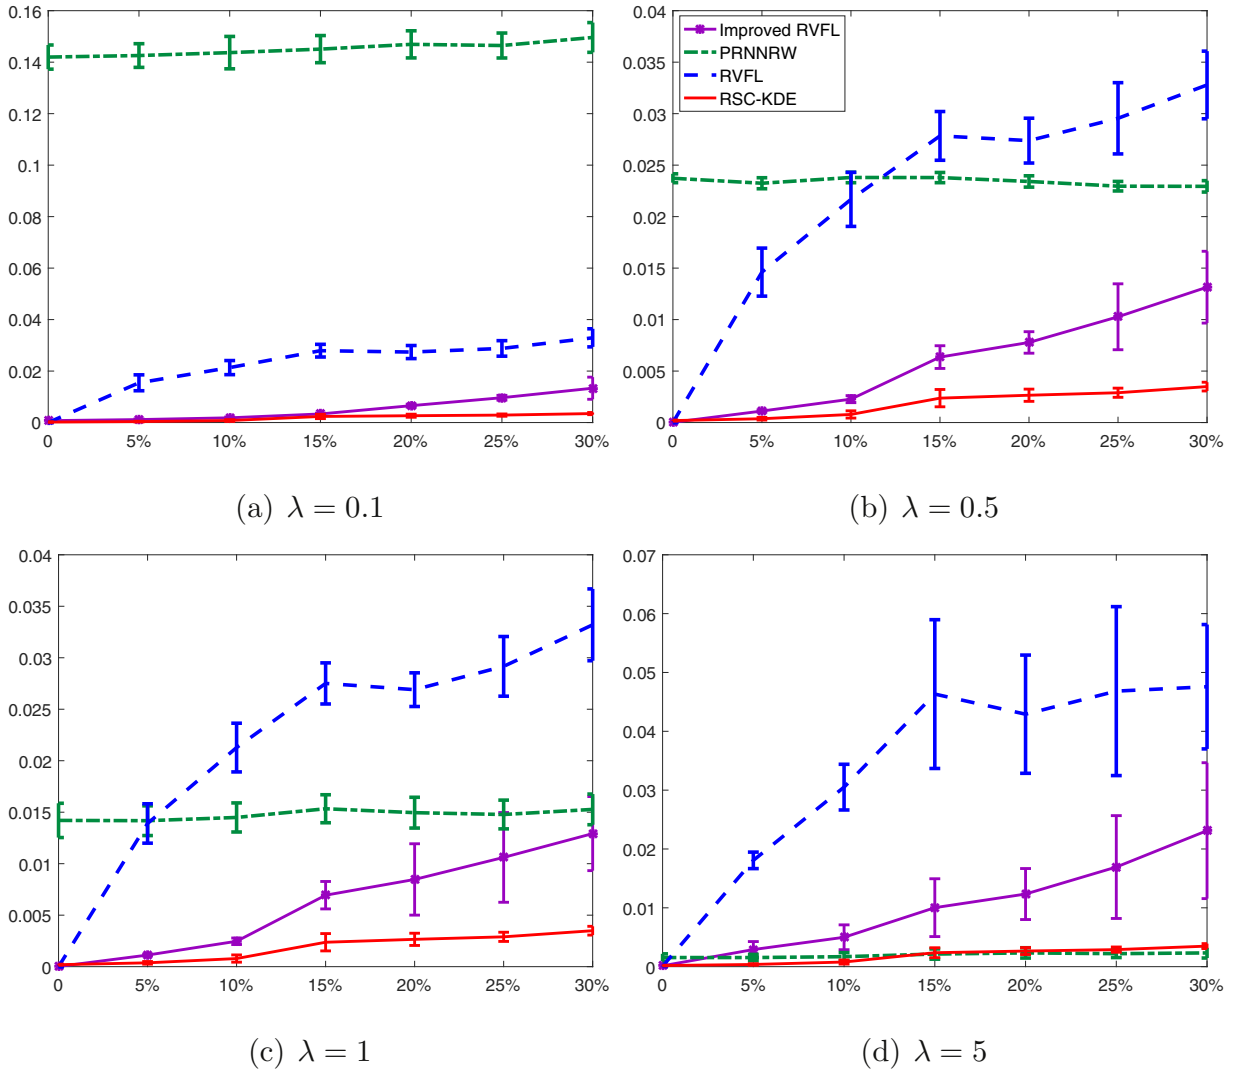 0.16
0.14
0.12
0.1
0.08
0.06
0.04
0.02
0
0 5% 10% 15% 20% 25% 30%
(a) λ = 0.1
0.04
0.035
0.03
0.025
0.02
0.015
0.01
0.005
0
Improved RVFL
PRNNRW
RVFL
RSC-KDE
0 5% 10% 15% 20% 25% 30%
(b) λ = 0.5
0.04
0.035
0.03
0.025
0.02
0.015
0.01
0.005
0
0 5% 10% 15% 20% 25% 30%
(c) λ = 1
0.07
0.06
0.05
0.04
0.03
0.02
0.01
0
0 5% 10% 15% 20% 25% 30%
(d) λ = 5